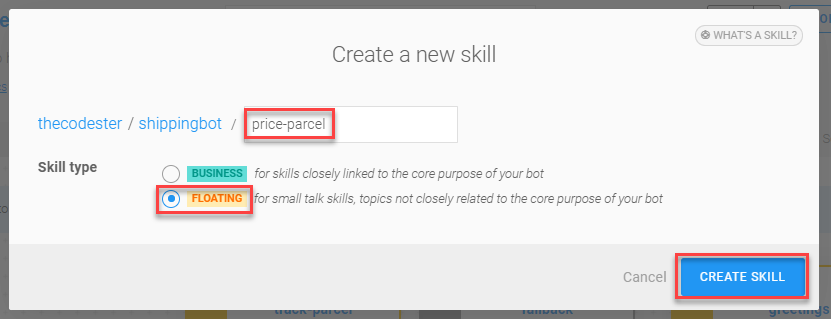 WHAT'S A SKILL?
Create a new skill
thecodester / shippingbot / price-parcel
Skill type
BUSINESS for skills closely linked to the core purpose of your bot
FLOATING for small talk skills, topics not closely related to the core purpose of your bot
Cancel CREATE SKILL
track-parcel fallback greetings